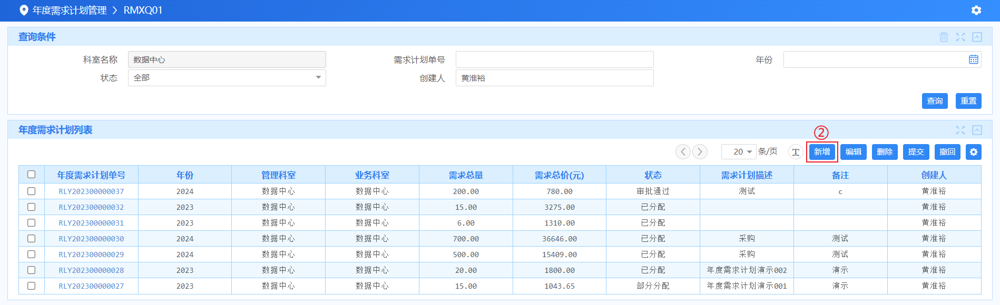 年度需求计划管理 > RMXQ01
查询条件
科室名称 数据中心 需求计划单号 年份
状态 全部 创建人 黄淮裕
查询 重置
年度需求计划列表
②
20 条/页 T 新增 编辑 删除 提交 撤回
年度需求计划单号 年份 管理科室 业务科室 需求总量 需求总价(元) 状态 需求计划描述 备注 创建人
RLY202300000037 2024 数据中心 数据中心 200.00 780.00 审批通过 测试 c 黄淮裕
RLY202300000032 2023 数据中心 数据中心 15.00 3275.00 已分配 黄淮裕
RLY202300000031 2023 数据中心 数据中心 6.00 1310.00 已分配 黄淮裕
RLY202300000030 2024 数据中心 数据中心 700.00 36646.00 已分配 采购 测试 黄淮裕
RLY202300000029 2024 数据中心 数据中心 500.00 15409.00 已分配 采购 测试 黄淮裕
RLY202300000028 2023 数据中心 数据中心 20.00 1800.00 已分配 年度需求计划演示002 演示 黄淮裕
RLY202300000027 2023 数据中心 数据中心 15.00 1043.65 部分分配 年度需求计划演示001 演示 黄淮裕